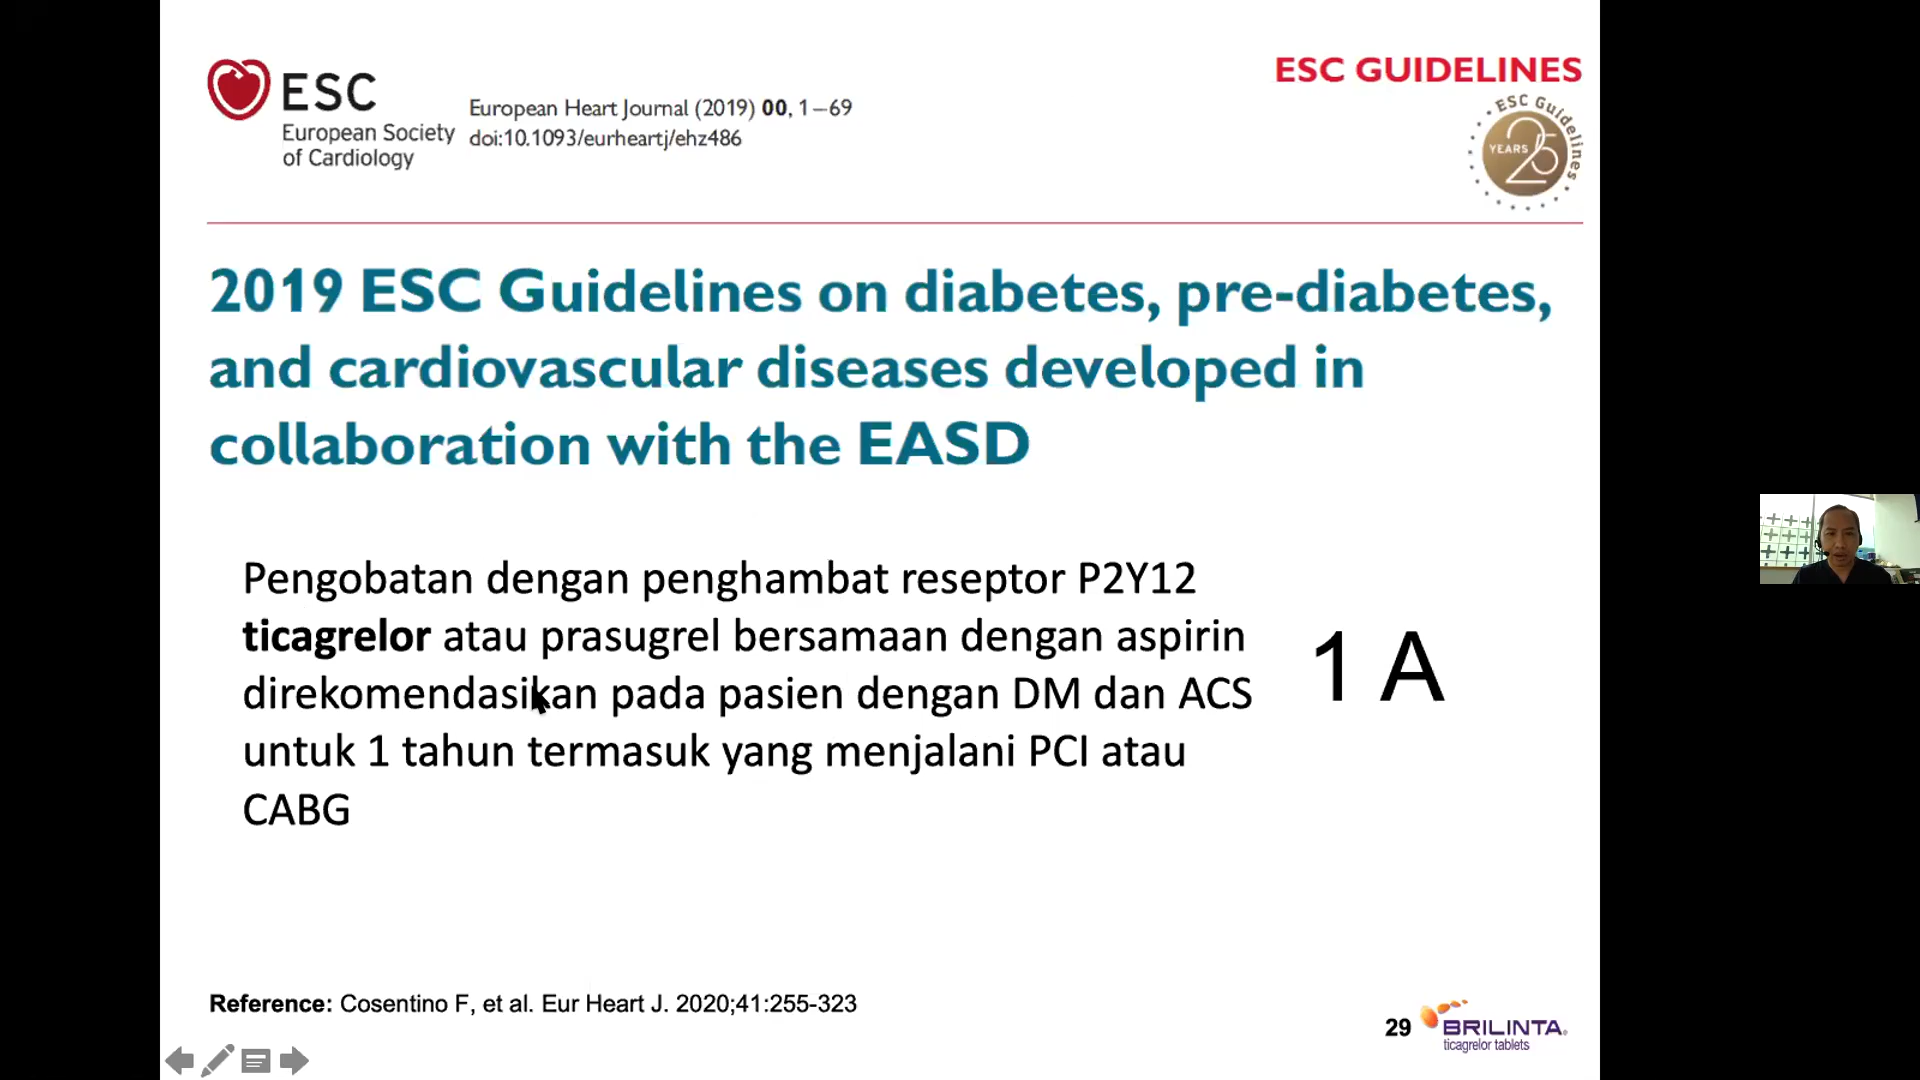 ESC
European Society
of Cardiology
European Heart Journal (2019) 00, 1–69
doi:10.1093/eurheartj/ehz486
ESC GUIDELINES
ESC Guidelines
YEARS 25
2019 ESC Guidelines on diabetes, pre-diabetes,
and cardiovascular diseases developed in
collaboration with the EASD
Pengobatan dengan penghambat reseptor P2Y12
ticagrelor atau prasugrel bersamaan dengan aspirin
direkomendasikan pada pasien dengan DM dan ACS
untuk 1 tahun termasuk yang menjalani PCI atau
CABG
1 A
Reference: Cosentino F, et al. Eur Heart J. 2020;41:255-323
29
BRILINTA®
ticagrelor tablets